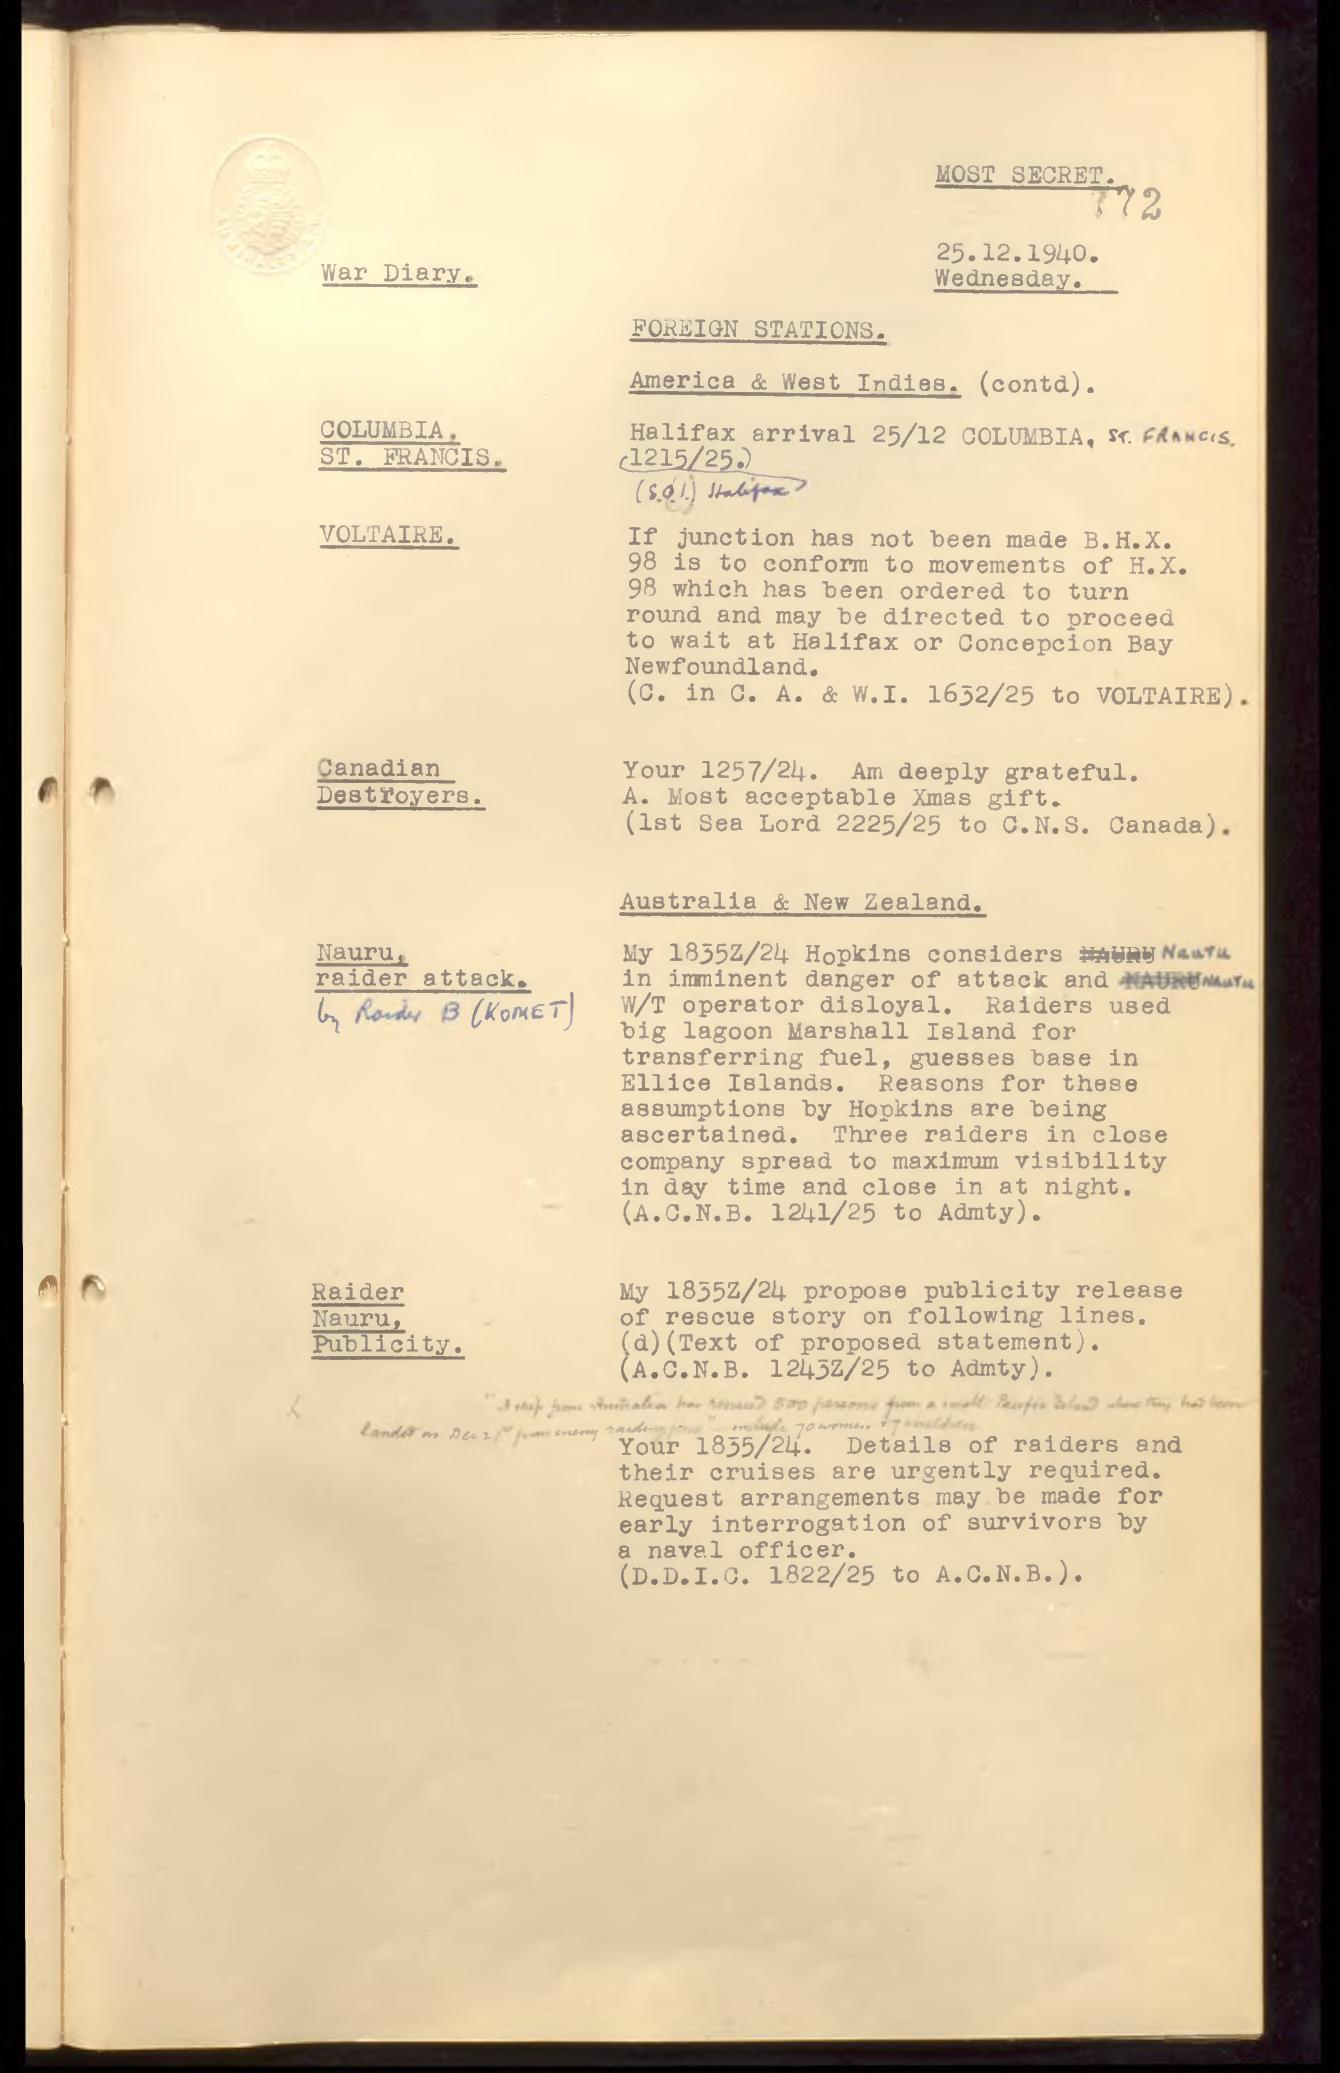 MOST SECRET.
772
25.12.1940.
War Diary.
Wednesday.
FOREIGN STATIONS.
America & West Indies. (contd).
COLUMBIA,
ST. FRANCIS.
Halifax arrival 25/12 COLUMBIA, ST. FRANCIS.
(1215/25.)
(S.O.I.) Halifax
VOLTAIRE.
If junction has not been made B.H.X.
98 is to conform to movements of H.X.
98 which has been ordered to turn
round and may be directed to proceed
to wait at Halifax or Concepcion Bay
Newfoundland.
(C. in C. A. & W.I. 1632/25 to VOLTAIRE).
Canadian
Destroyers.
Your 1257/24. Am deeply grateful.
A. Most acceptable Xmas gift.
(1st Sea Lord 2225/25 to C.N.S. Canada).
Australia & New Zealand.
Nauru,
raider attack.
by Raider B (KOMET)
My 1835Z/24 Hopkins considers NAURU Nauru
in imminent danger of attack and NAURU NAURU
W/T operator disloyal. Raiders used
big lagoon Marshall Island for
transferring fuel, guesses base in
Ellice Islands. Reasons for these
assumptions by Hopkins are being
ascertained. Three raiders in close
company spread to maximum visibility
in day time and close in at night.
(A.C.N.B. 1241/25 to Admty).
Raider
Nauru,
Publicity.
My 1835Z/24 propose publicity release
of rescue story on following lines.
(d)(Text of proposed statement).
(A.C.N.B. 1243Z/25 to Admty).
"A ship from Australia has rescued 500 persons from a small Pacific Island where they had been
landed on Dec 21st from enemy raiding include 70 women & 7 children
Your 1835/24. Details of raiders and
their cruises are urgently required.
Request arrangements may be made for
early interrogation of survivors by
a naval officer.
(D.D.I.C. 1822/25 to A.C.N.B.).